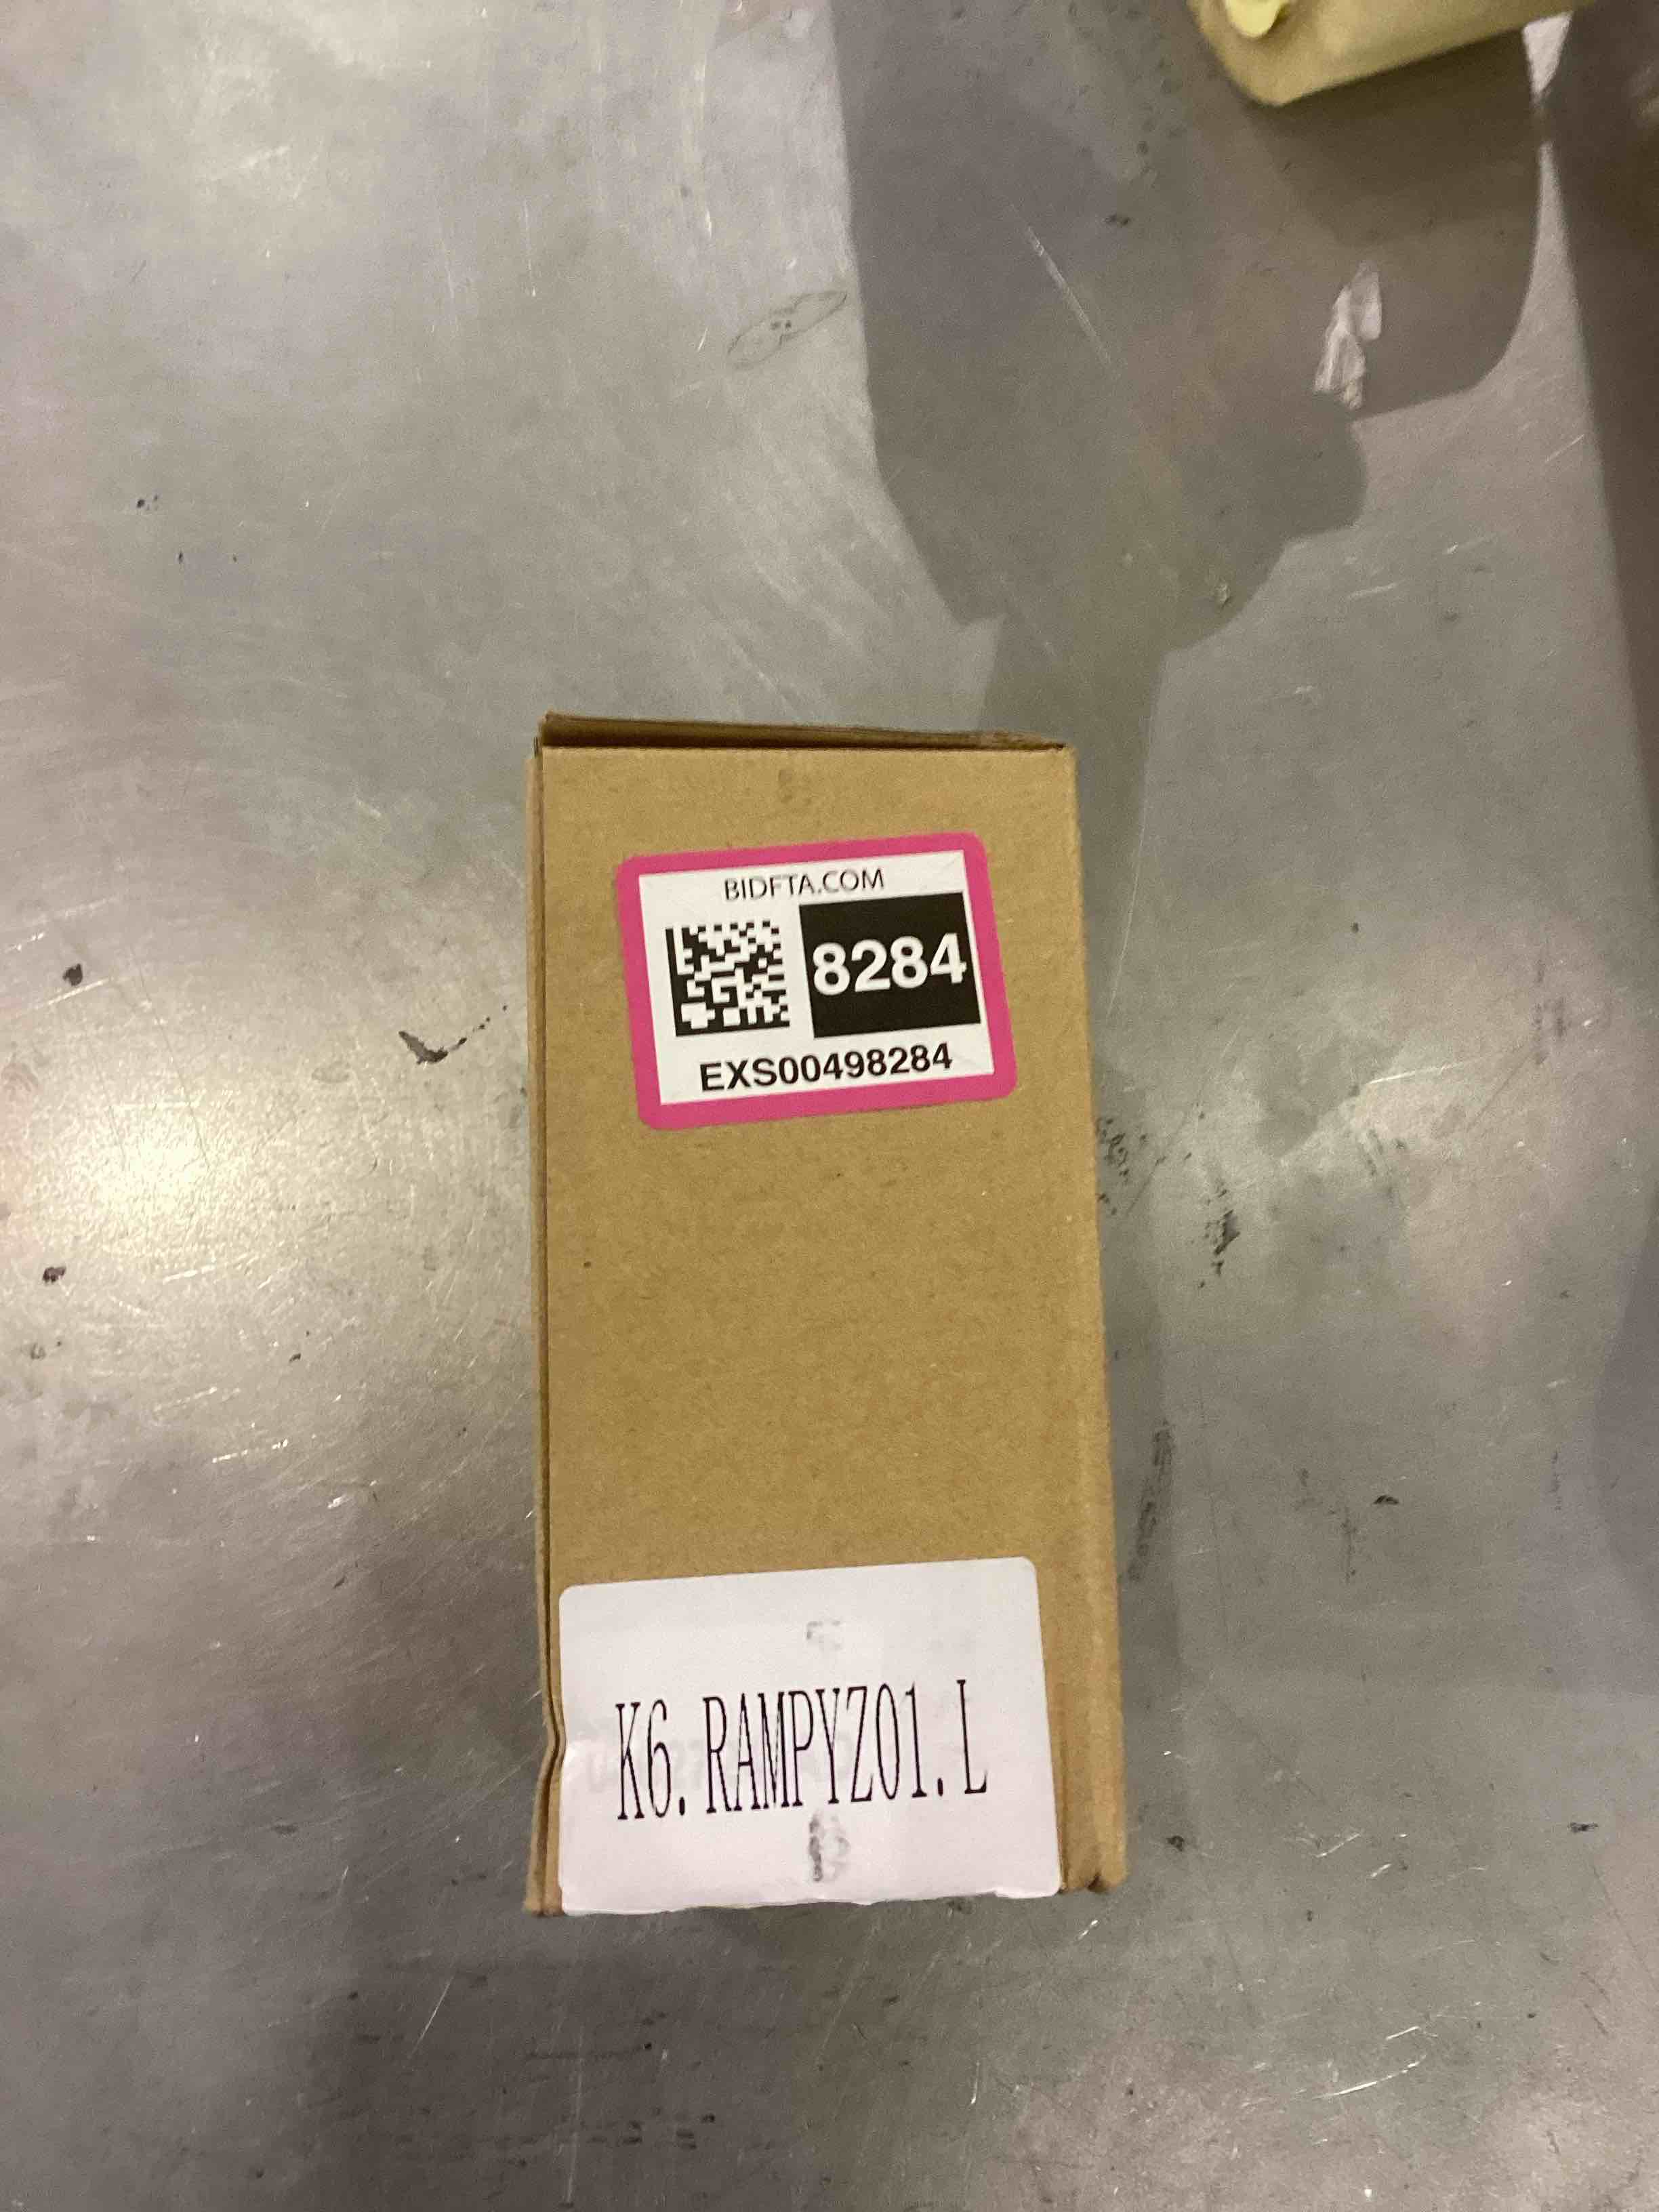 BIDFTA.COM
8284
EXS00498284
K6. RAMPYZ01. L